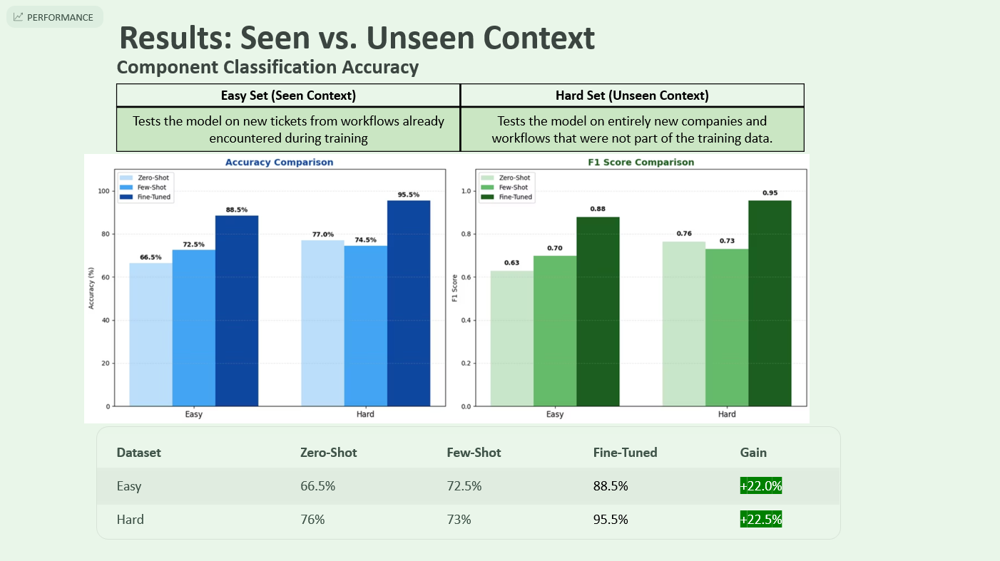 PERFORMANCE
Results: Seen vs. Unseen Context
Component Classification Accuracy
Easy Set (Seen Context)
Hard Set (Unseen Context)
Tests the model on new tickets from workflows already
encountered during training
Tests the model on entirely new companies and
workflows that were not part of the training data.
Accuracy Comparison
Zero-Shot
Few-Shot
Fine-Tuned
Accuracy (%)
100
80
60
40
20
0
66.5%
72.5%
88.5%
77.0%
74.5%
95.5%
Easy
Hard
F1 Score Comparison
Zero-Shot
Few-Shot
Fine-Tuned
F1 Score
1.0
0.8
0.6
0.4
0.2
0.0
0.63
0.70
0.88
0.76
0.73
0.95
Easy
Hard
Dataset Zero-Shot Few-Shot Fine-Tuned Gain
Easy 66.5% 72.5% 88.5% +22.0%
Hard 76% 73% 95.5% +22.5%